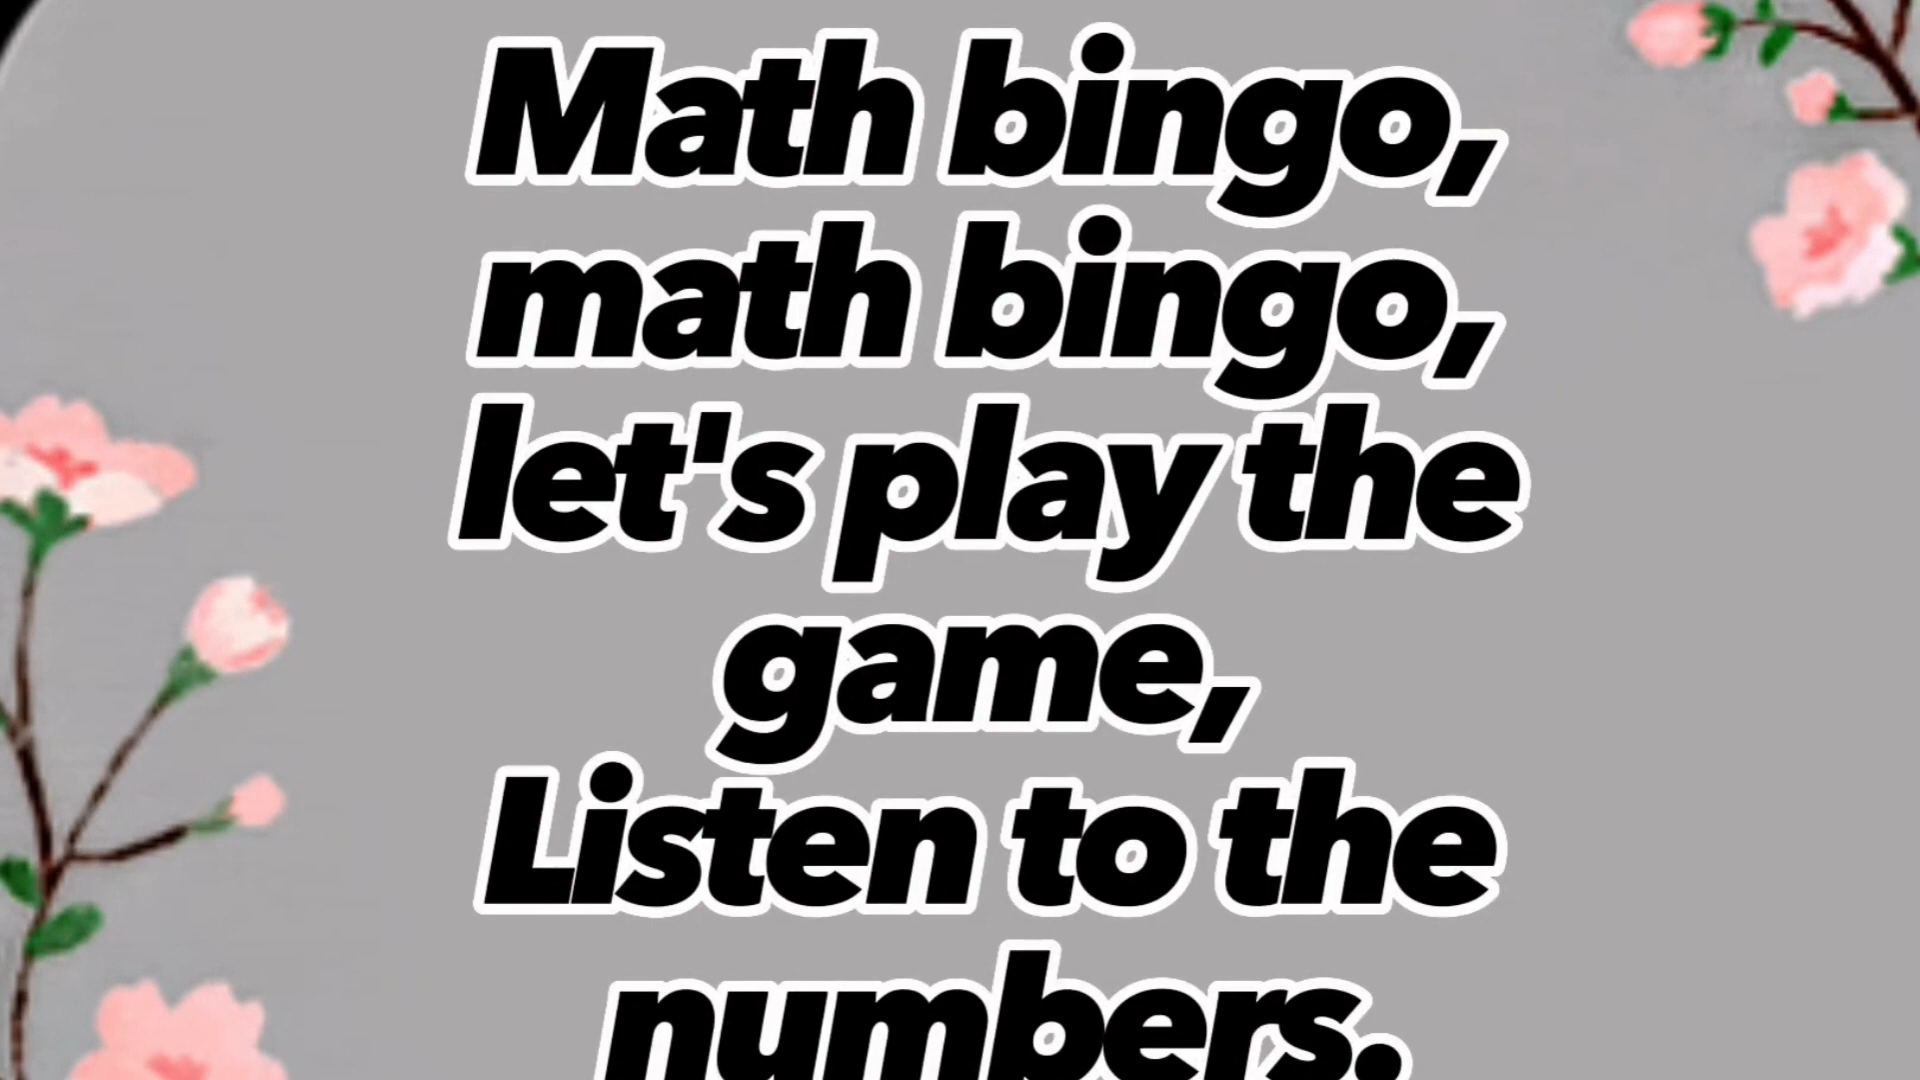 Math bingo,
math bingo,
let's play the
game,
Listen to the
numbers.